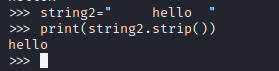 >>> string2="     hello  "
>>> print(string2.strip())
hello
>>>